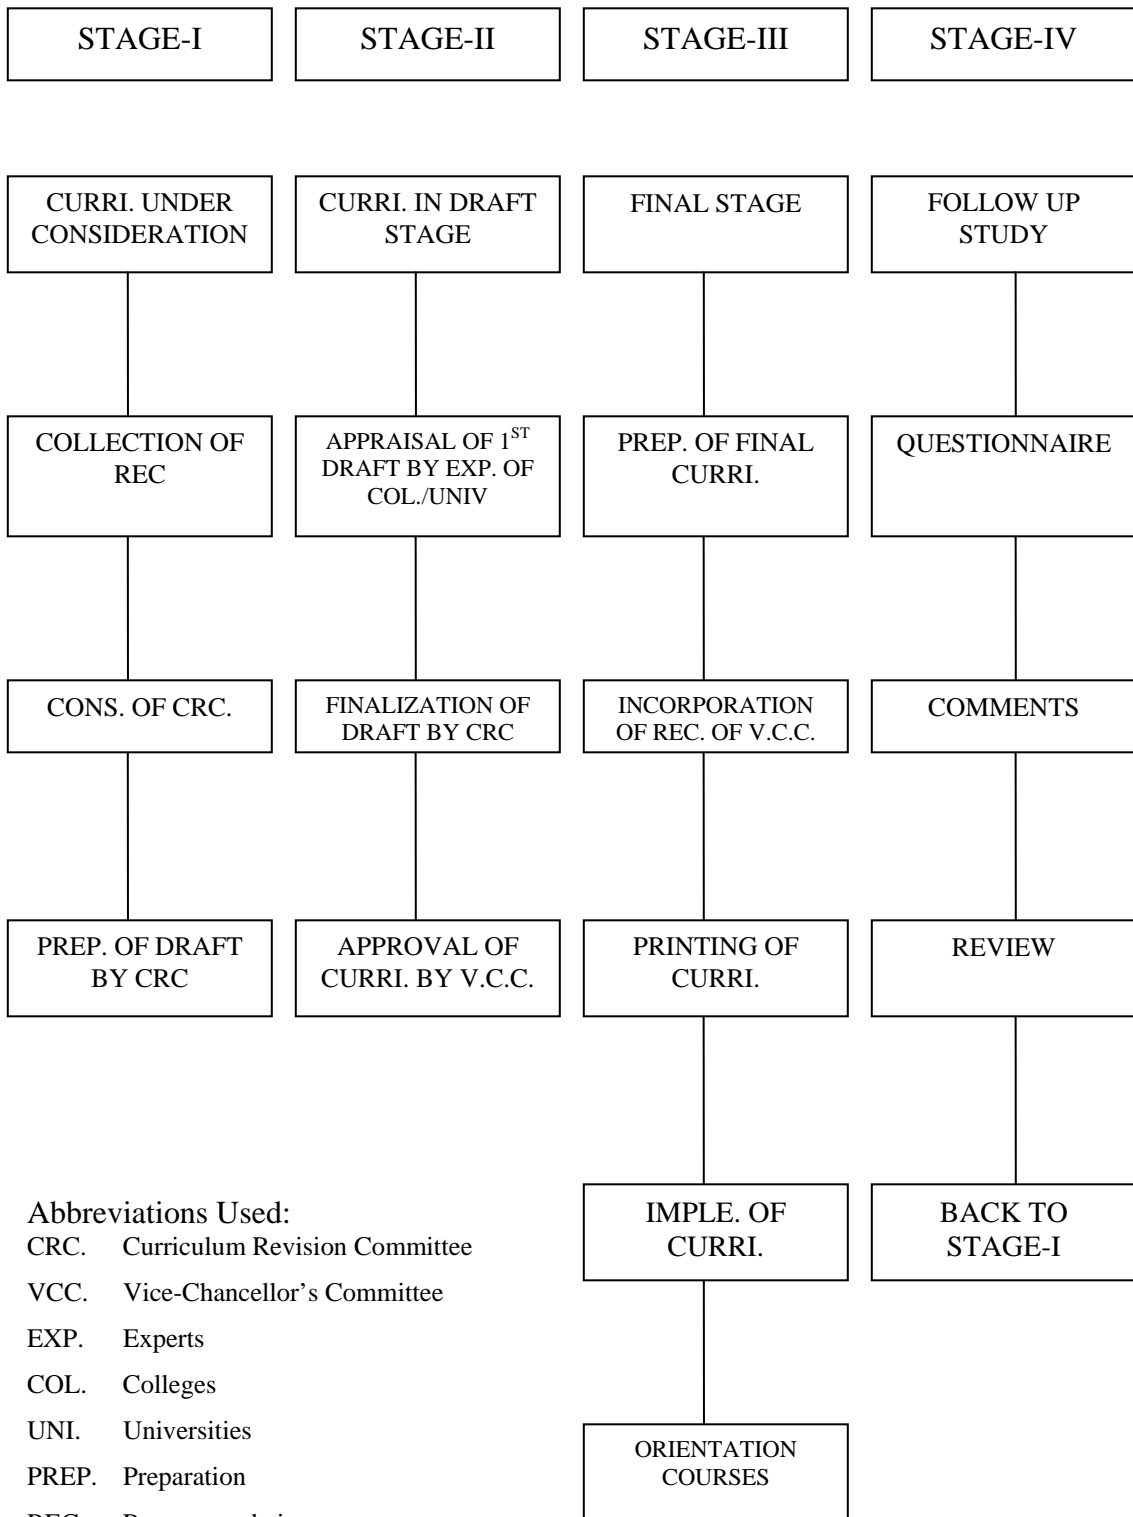 STAGE-I
STAGE-II
STAGE-III
STAGE-IV
CURRI. UNDER
CONSIDERATION
CURRI. IN DRAFT
STAGE
FINAL STAGE
FOLLOW UP
STUDY
COLLECTION OF
REC
APPRAISAL OF 1ST
DRAFT BY EXP. OF
COL./UNIV
PREP. OF FINAL
CURRI.
QUESTIONNAIRE
CONS. OF CRC.
FINALIZATION OF
DRAFT BY CRC
INCORPORATION
OF REC. OF V.C.C.
COMMENTS
PREP. OF DRAFT
BY CRC
APPROVAL OF
CURRI. BY V.C.C.
PRINTING OF
CURRI.
REVIEW
IMPLE. OF
CURRI.
BACK TO
STAGE-I
Abbreviations Used:
CRC. Curriculum Revision Committee
VCC. Vice-Chancellor’s Committee
EXP. Experts
COL. Colleges
UNI. Universities
PREP. Preparation
ORIENTATION
COURSES